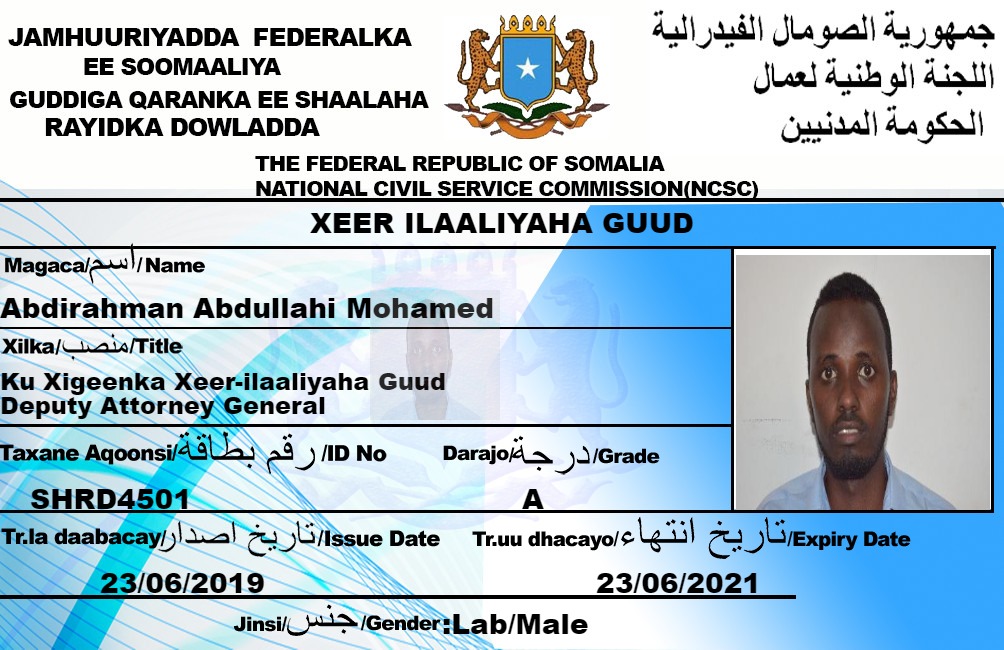 JAMHUURIYADDA FEDERALKA
EE SOOMAALIYA
GUDDIGA QARANKA EE SHAALAHA
RAYIDKA DOWLADDA
جمهورية الصومال الفيدرالية
اللجنة الوطنية لعمال
الحكومة المدنيين
THE FEDERAL REPUBLIC OF SOMALIA
NATIONAL CIVIL SERVICE COMMISSION(NCSC)
XEER ILAALIYAHA GUUD
Magaca/اسم/Name
Abdirahman Abdullahi Mohamed
Xilka/منصب/Title
Ku Xigeenka Xeer-ilaaliyaha Guud
Deputy Attorney General
Taxane Aqoonsi/رقم بطاقة/ID No Darajo/درجة/Grade
SHRD4501 A
Tr.la daabacay/تاريخ اصدار/Issue Date Tr.uu dhacayo/تاريخ انتهاء/Expiry Date
23/06/2019 23/06/2021
Jinsi/جنس/Gender:Lab/Male